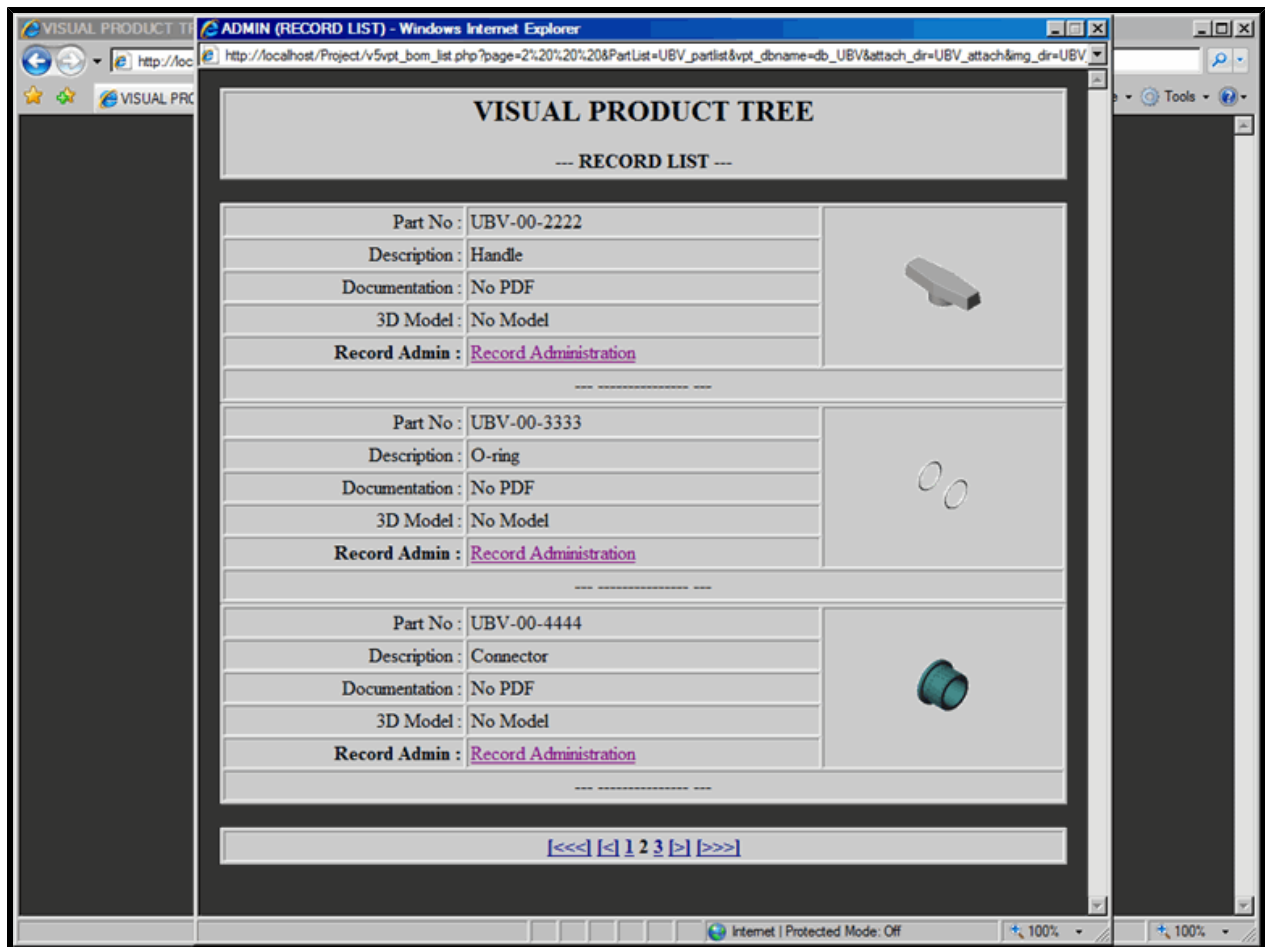 VISUAL PRODUCT TR
ADMIN (RECORD LIST) - Windows Internet Explorer
http://loc
http://localhost/Project/v5vpt_bom_list.php?page=2%20%20%20&PartList=UBV_partlist&vpt_dbname=db_UBV&attach_dir=UBV_attach&img_dir=UBV_
VISUAL PRO
Tools
VISUAL PRODUCT TREE
--- RECORD LIST ---
Part No : UBV-00-2222
Description : Handle
Documentation : No PDF
3D Model : No Model
Record Admin : Record Administration
--- --------------- ---
Part No : UBV-00-3333
Description : O-ring
Documentation : No PDF
3D Model : No Model
Record Admin : Record Administration
--- --------------- ---
Part No : UBV-00-4444
Description : Connector
Documentation : No PDF
3D Model : No Model
Record Admin : Record Administration
--- --------------- ---
[<<<] [<] 1 2 3 [>] [>>>]
Internet | Protected Mode: Off 100% 100%